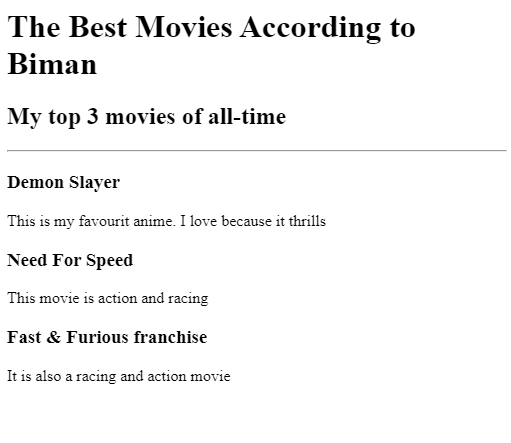 The Best Movies According to
Biman
My top 3 movies of all-time
Demon Slayer
This is my favourit anime. I love because it thrills
Need For Speed
This movie is action and racing
Fast & Furious franchise
It is also a racing and action movie